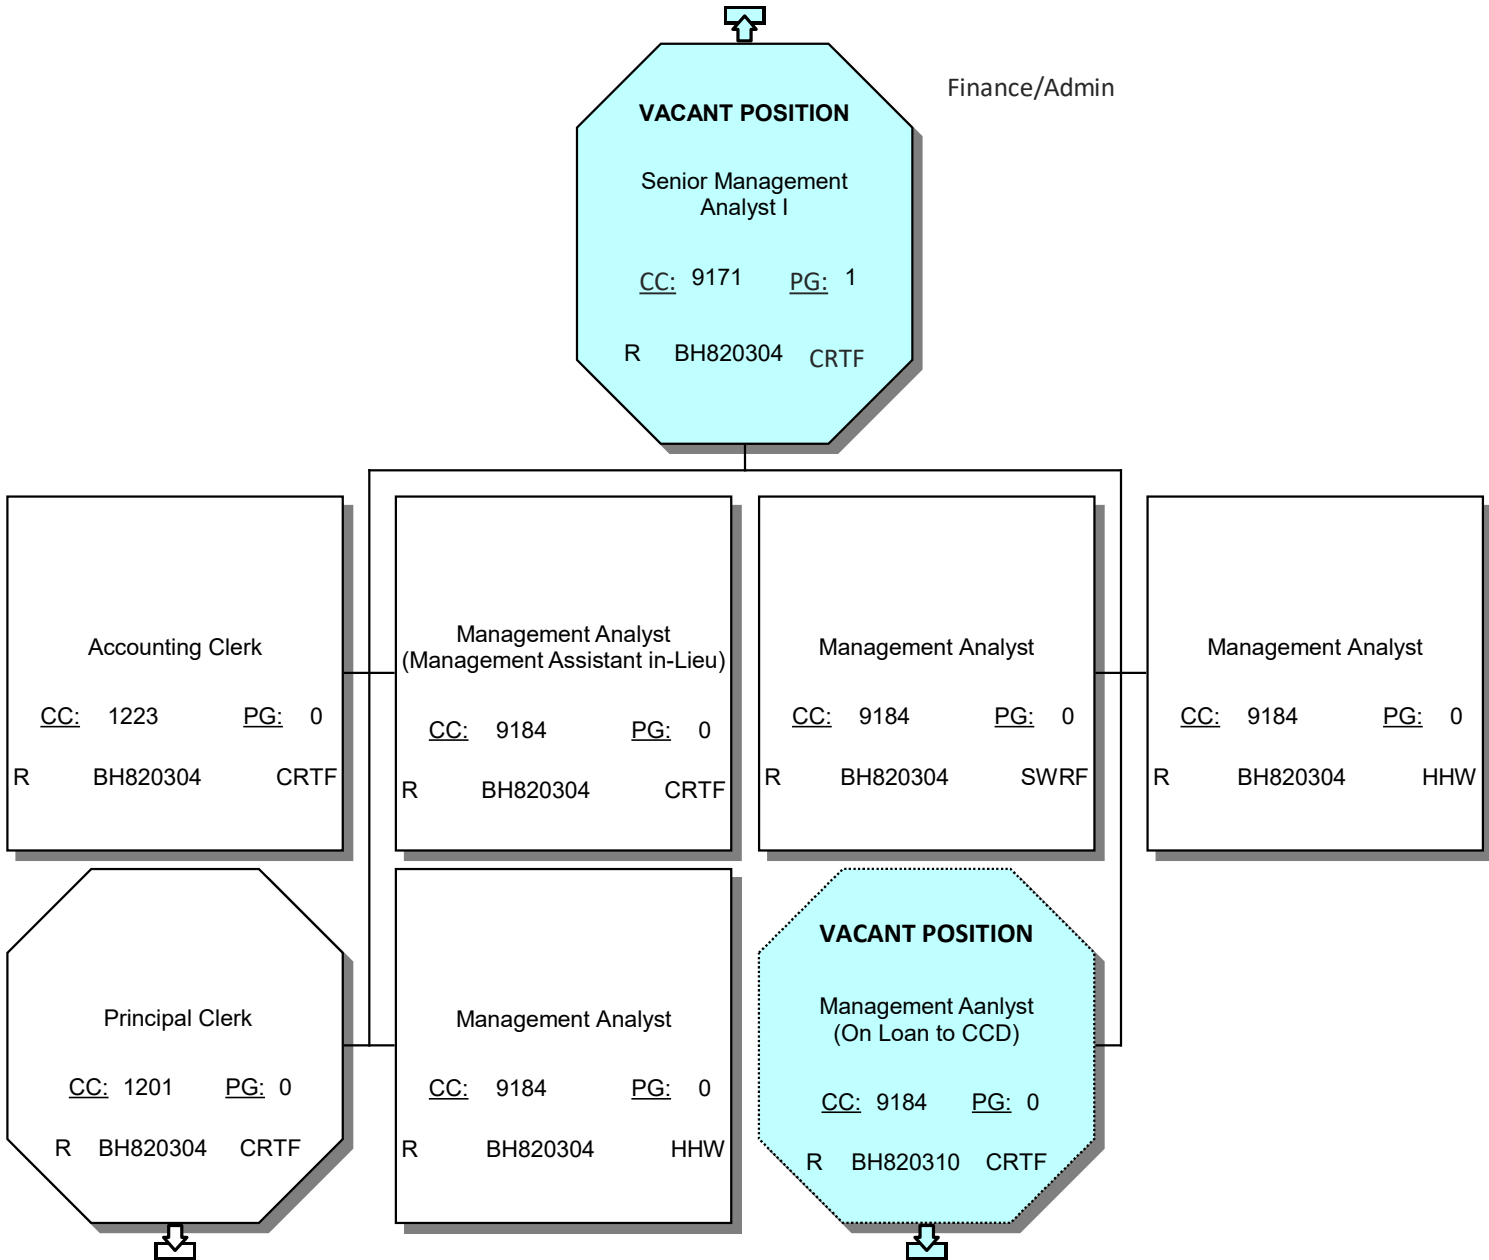 Finance/Admin
VACANT POSITION
Senior Management
Analyst I
CC: 9171 PG: 1
R BH820304 CRTF
Accounting Clerk
CC: 1223 PG: 0
R BH820304 CRTF
Management Analyst
(Management Assistant in-Lieu)
CC: 9184 PG: 0
R BH820304 CRTF
Management Analyst
CC: 9184 PG: 0
R BH820304 SWRF
Management Analyst
CC: 9184 PG: 0
R BH820304 HHW
Principal Clerk
CC: 1201 PG: 0
R BH820304 CRTF
Management Analyst
CC: 9184 PG: 0
R BH820304 HHW
VACANT POSITION
Management Aanlyst
(On Loan to CCD)
CC: 9184 PG: 0
R BH820310 CRTF